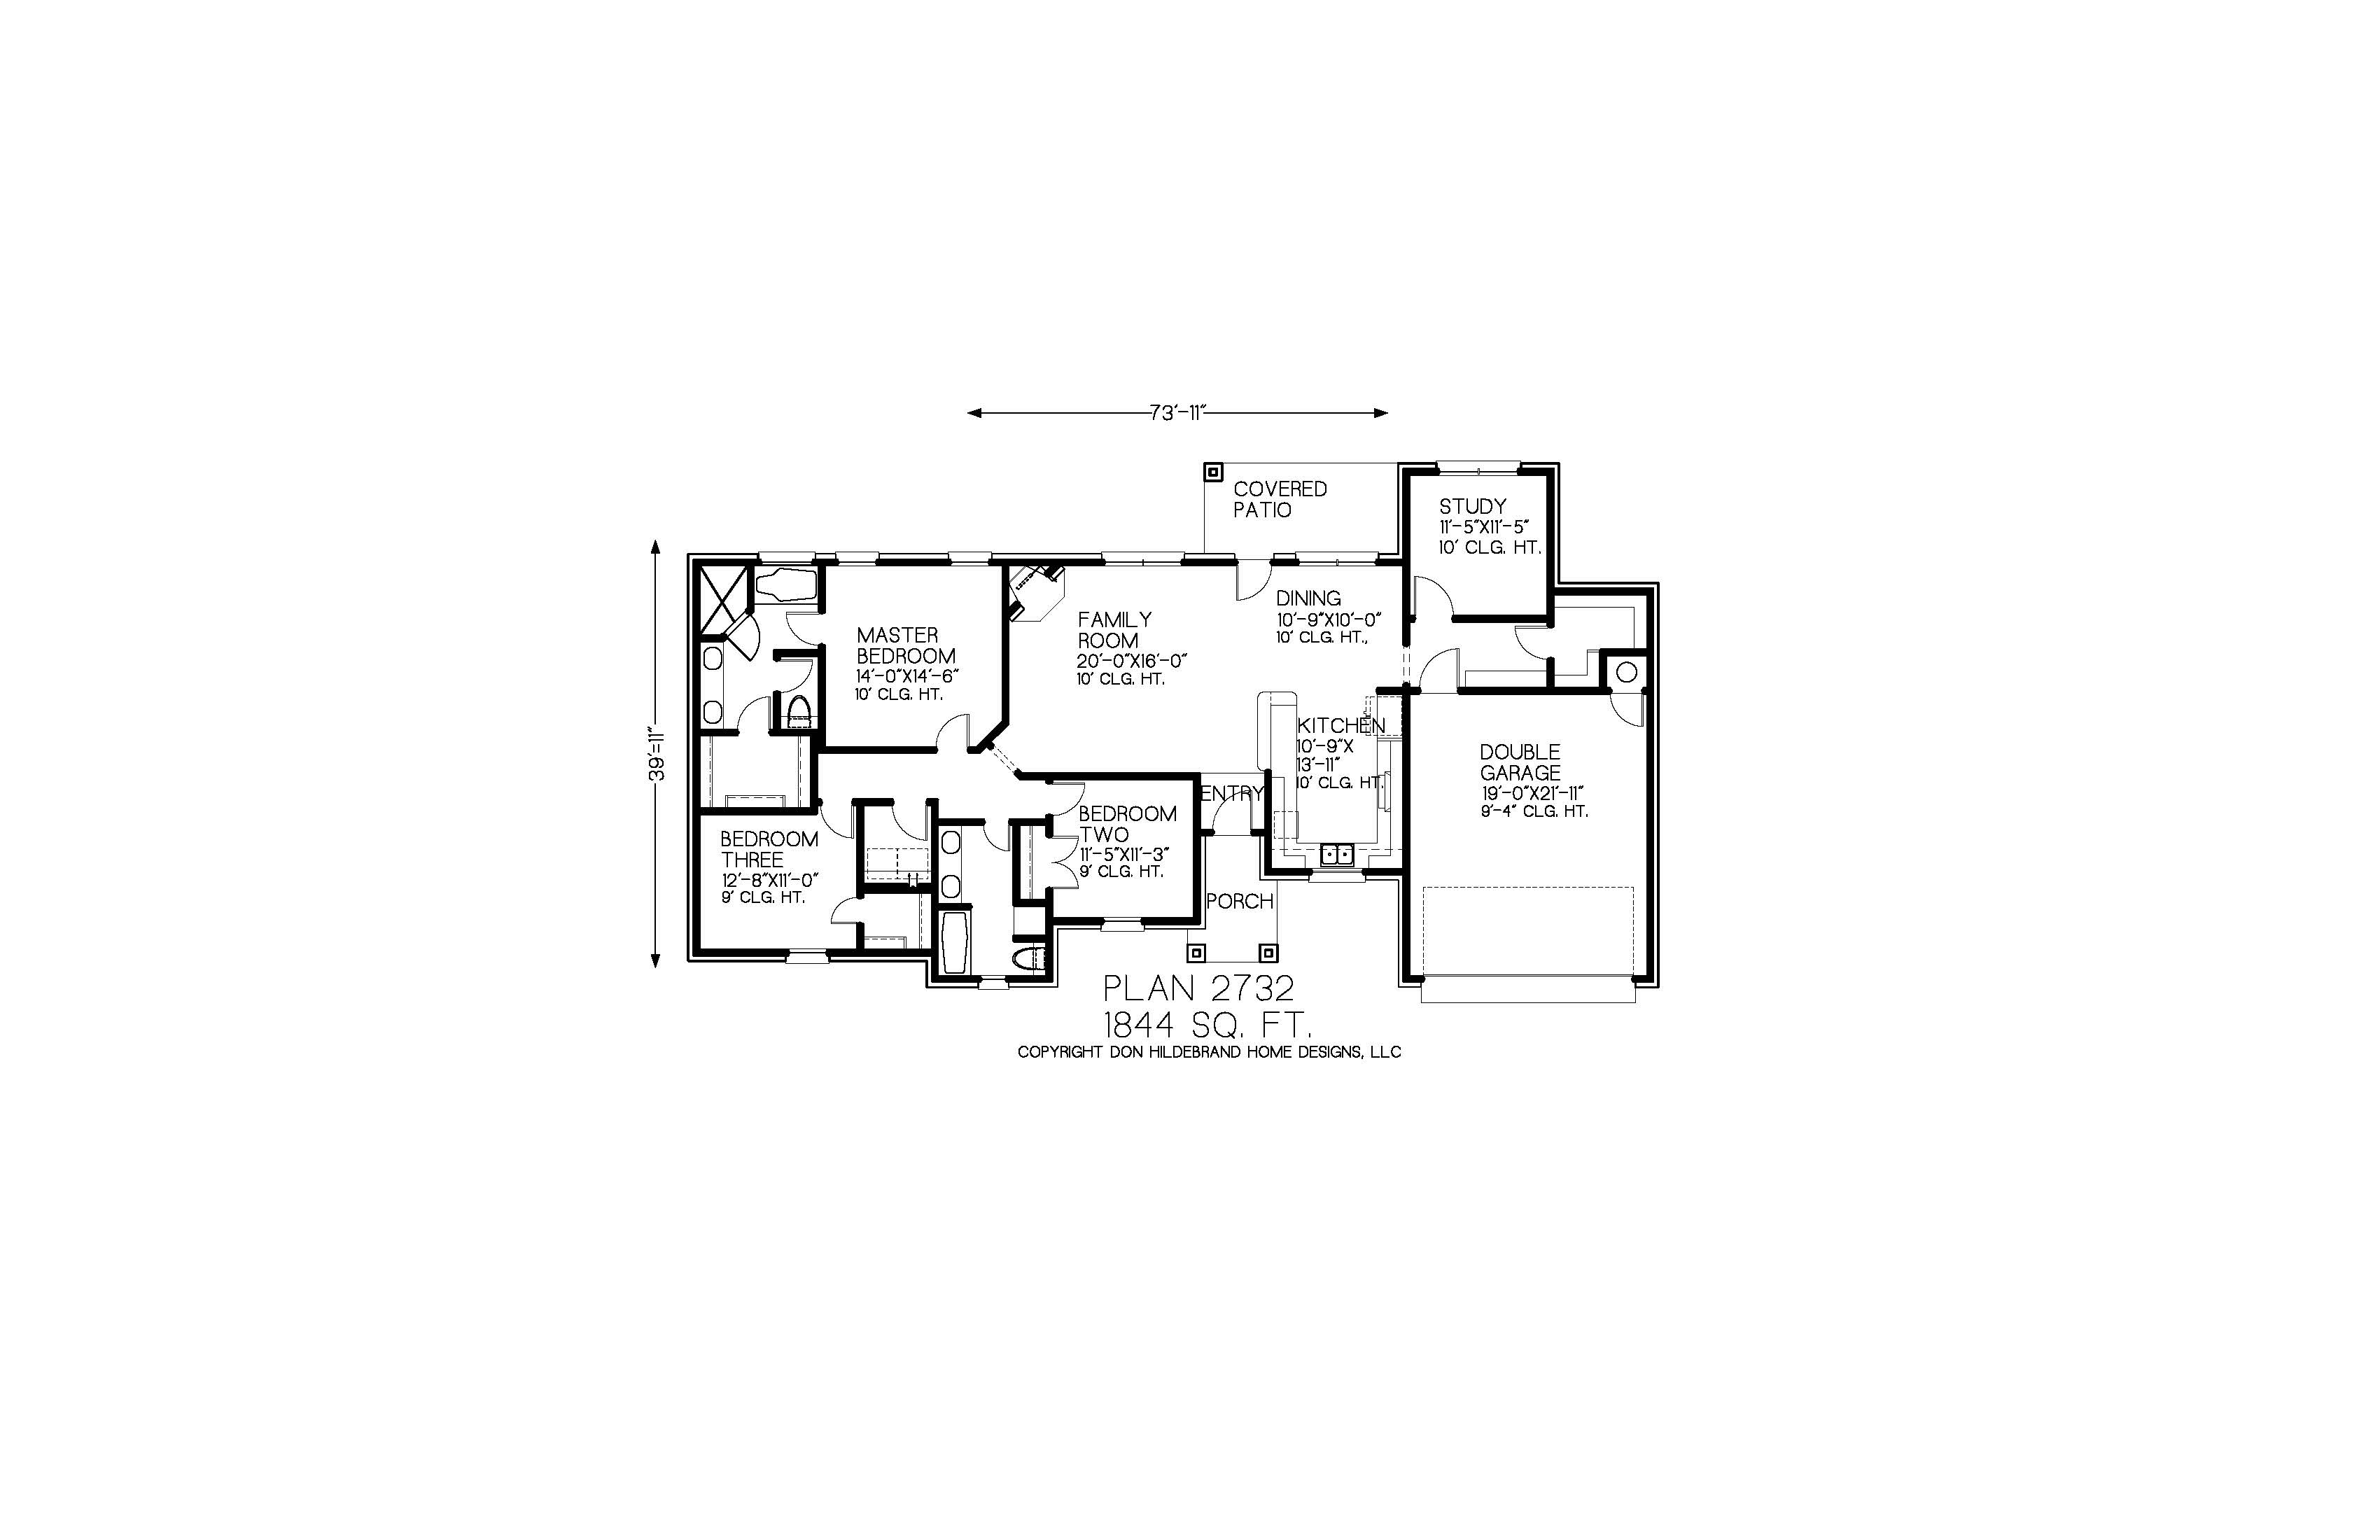 73'-11"
COVERED
PATIO
STUDY
11'-5"X11'-5"
10' CLG. HT.
DINING
10'-9"X10'-0"
10' CLG. HT.,
FAMILY
ROOM
20'-0"X16'-0"
10' CLG. HT.
MASTER
BEDROOM
14'-0"X14'-6"
10' CLG. HT.
39'-11"
KITCHEN
10'-9"X
13'-11"
10' CLG. HT.
DOUBLE
GARAGE
19'-0"X21'-11"
9'-4" CLG. HT.
ENTRY
BEDROOM
TWO
11'-5"X11'-3"
9' CLG. HT.
BEDROOM
THREE
12'-8"X11'-0"
9' CLG. HT.
PORCH
PLAN 2732
1844 SQ. FT.
COPYRIGHT DON HILDEBRAND HOME DESIGNS, LLC